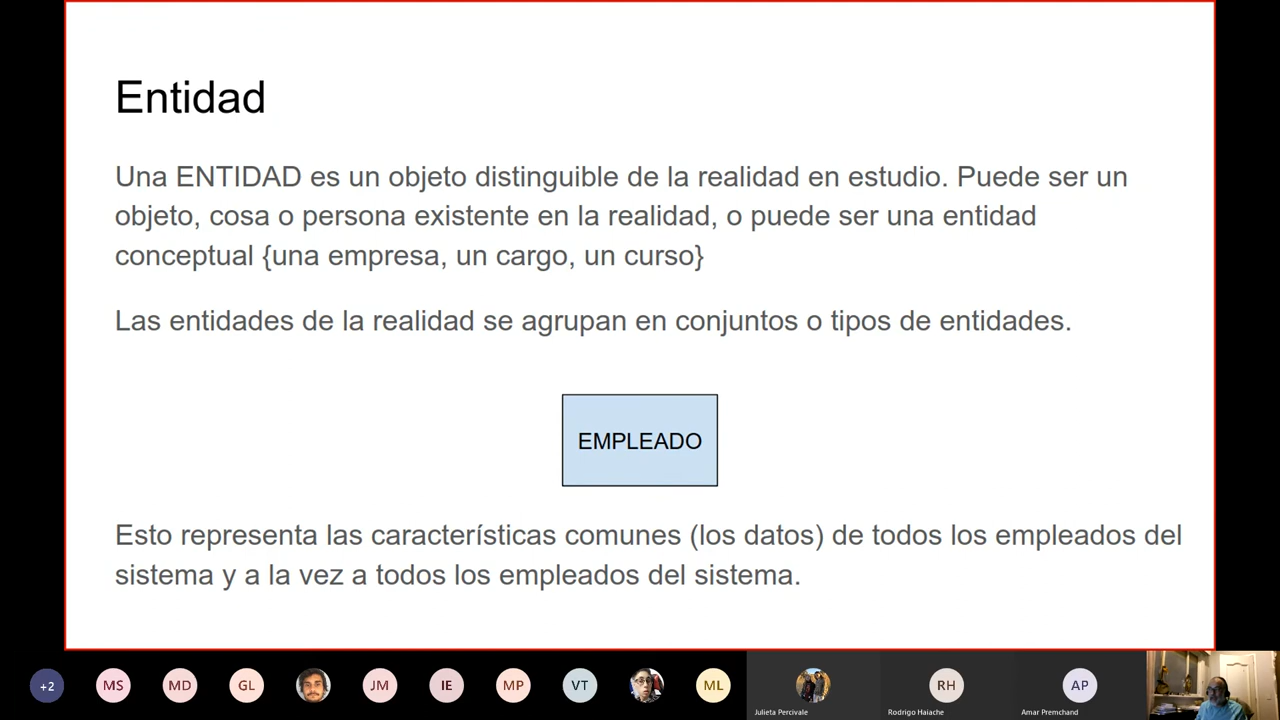 Entidad
Una ENTIDAD es un objeto distinguible de la realidad en estudio. Puede ser un
objeto, cosa o persona existente en la realidad, o puede ser una entidad
conceptual {una empresa, un cargo, un curso}
Las entidades de la realidad se agrupan en conjuntos o tipos de entidades.
EMPLEADO
Esto representa las características comunes (los datos) de todos los empleados del
sistema y a la vez a todos los empleados del sistema.
+2 MS MD GL JM IE MP VT ML RH AP
Julieta Percivale Rodrigo Haiache Amar Premchand